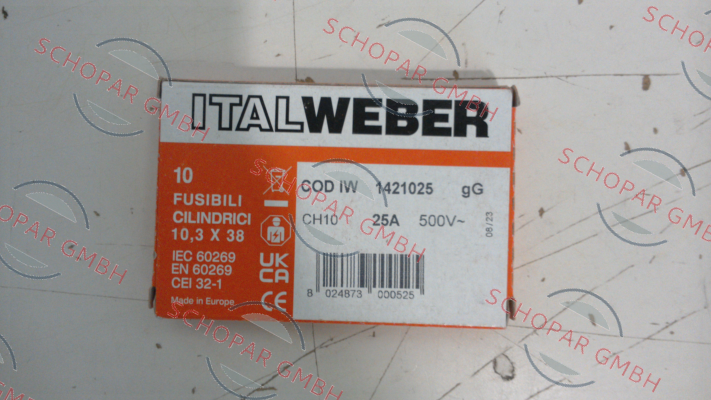 ITALWEBER
10
FUSIBILI
CILINDRICI
10,3 X 38
IEC 60269
EN 60269
CEI 32-1
Made in Europe
UK
CA
CE
COD IW 1421025 gG
CH10 25A 500V~
08/23
8 024873 000525
SCHOPAR GMBH
SCHOPAR GMBH
SCHOPAR GMBH
SCHOPAR GMBH
SCHOPAR GMBH
SCHOPAR GMBH
SCHOPAR GMBH